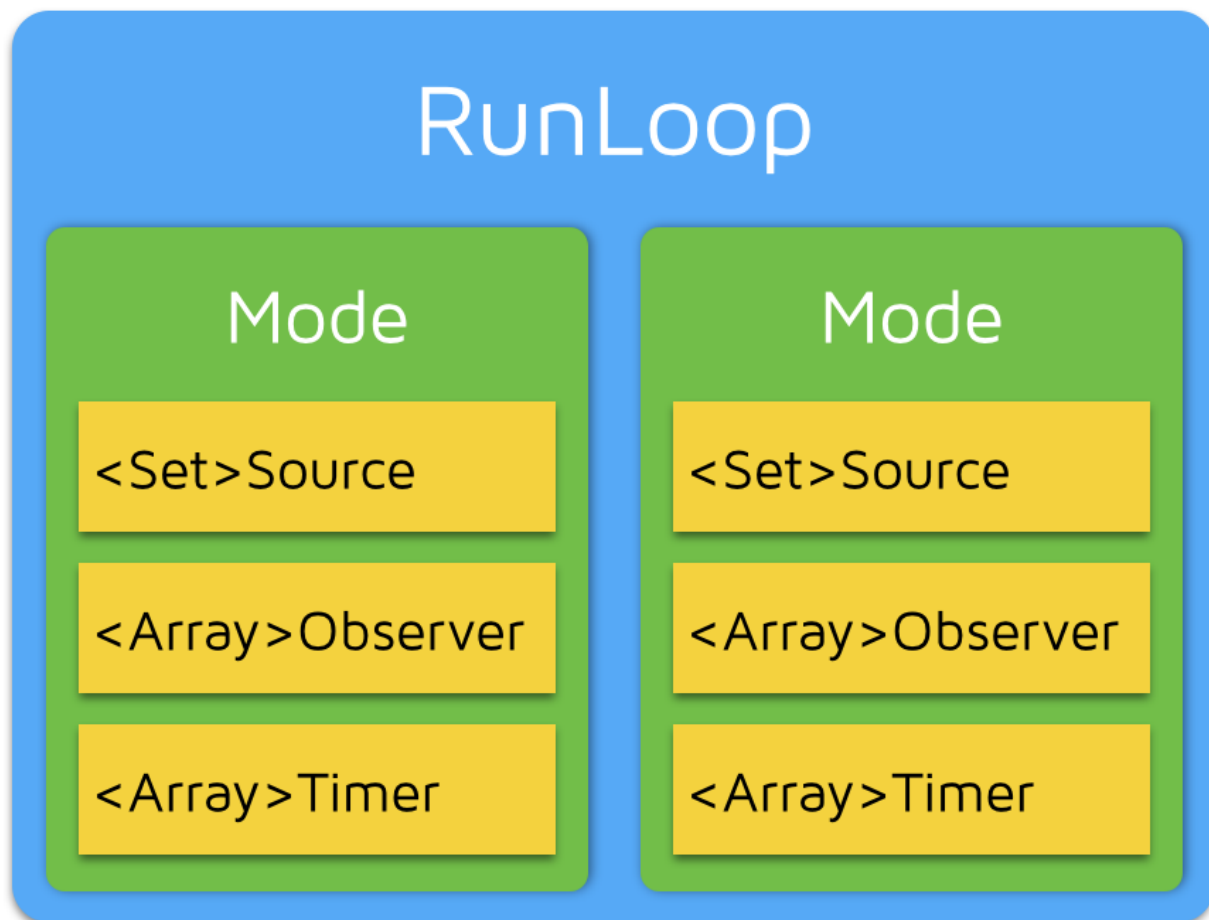 RunLoop
Mode
<Set>Source
<Array>Observer
<Array>Timer
Mode
<Set>Source
<Array>Observer
<Array>Timer